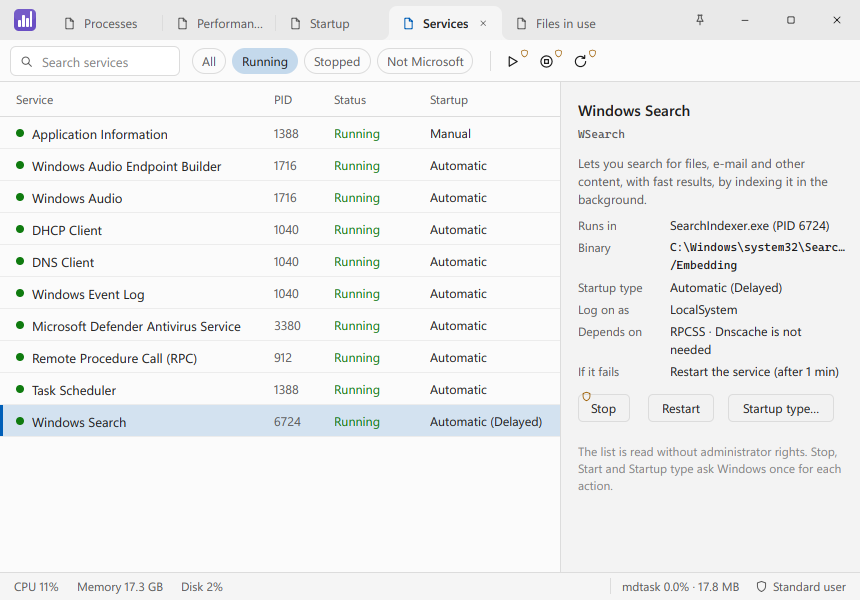 Processes
Performan...
Startup
Services
Files in use
Search services
All
Running
Stopped
Not Microsoft
Service PID Status Startup
Application Information 1388 Running Manual
Windows Audio Endpoint Builder 1716 Running Automatic
Windows Audio 1716 Running Automatic
DHCP Client 1040 Running Automatic
DNS Client 1040 Running Automatic
Windows Event Log 1040 Running Automatic
Microsoft Defender Antivirus Service 3380 Running Automatic
Remote Procedure Call (RPC) 912 Running Automatic
Task Scheduler 1388 Running Automatic
Windows Search 6724 Running Automatic (Delayed)
Windows Search
WSearch
Lets you search for files, e-mail and other
content, with fast results, by indexing it in the
background.
Runs in SearchIndexer.exe (PID 6724)
Binary C:\Windows\system32\Searc…
/Embedding
Startup type Automatic (Delayed)
Log on as LocalSystem
Depends on RPCSS · Dnscache is not
needed
If it fails Restart the service (after 1 min)
Stop
Restart
Startup type...
The list is read without administrator rights. Stop,
Start and Startup type ask Windows once for each
action.
CPU 11% Memory 17.3 GB Disk 2%
mdtask 0.0% · 17.8 MB Standard user